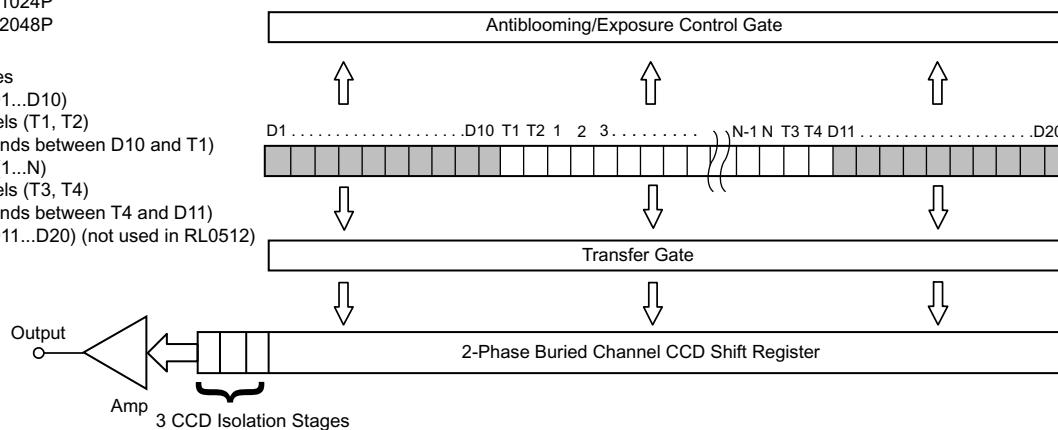 1024P
2048P
Antiblooming/Exposure Control Gate
D1 . . . . . . . . . . . . . . . . . . .D10 T1 T2 1 2 3. . . . . . . . . N-1 N T3 T4 D11 . . . . . . . . . . . . . . . . . . .D20
1...D10)
els (T1, T2)
nds between D10 and T1)
1...N)
els (T3, T4)
nds between T4 and D11)
11...D20) (not used in RL0512)
Transfer Gate
Output
2-Phase Buried Channel CCD Shift Register
Amp
3 CCD Isolation Stages